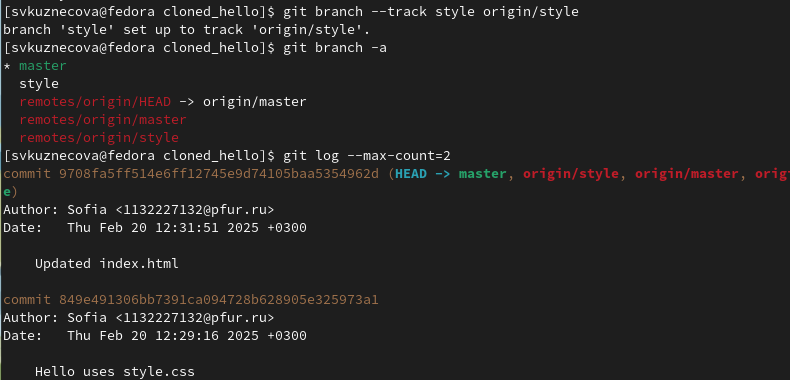 [svkuznecova@fedora cloned_hello]$ git branch --track style origin/style
branch 'style' set up to track 'origin/style'.
[svkuznecova@fedora cloned_hello]$ git branch -a
* master
  style
  remotes/origin/HEAD -> origin/master
  remotes/origin/master
  remotes/origin/style
[svkuznecova@fedora cloned_hello]$ git log --max-count=2
commit 9708fa5ff514e6ff12745e9d74105baa5354962d (HEAD -> master, origin/style, origin/master, orig
e)
Author: Sofia <1132227132@pfur.ru>
Date:   Thu Feb 20 12:31:51 2025 +0300

    Updated index.html

commit 849e491306bb7391ca094728b628905e325973a1
Author: Sofia <1132227132@pfur.ru>
Date:   Thu Feb 20 12:29:16 2025 +0300

    Hello uses style.css